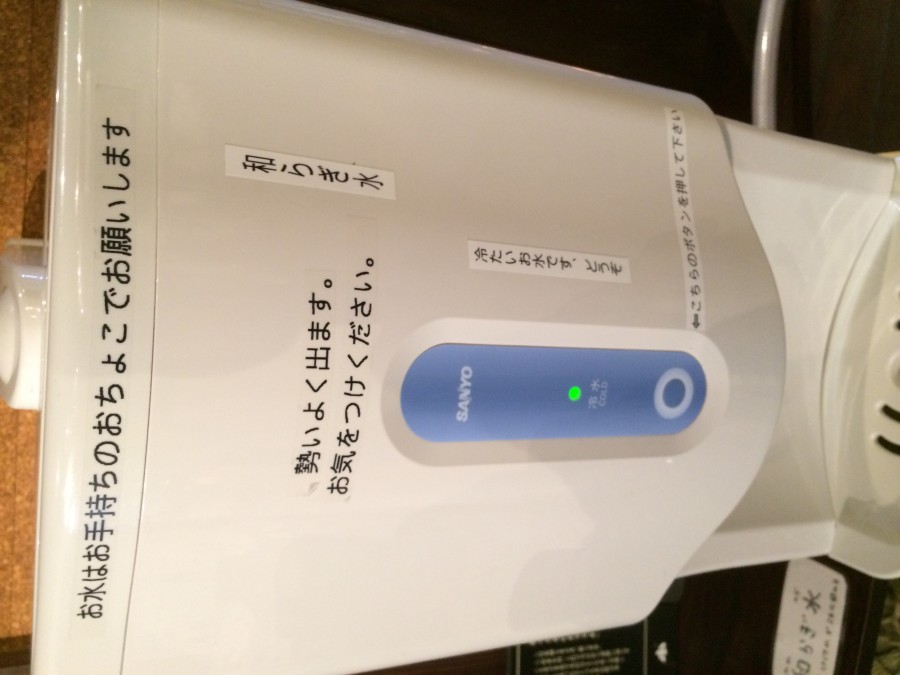 お水はお手持ちのおちょこでお願いします
和らぎ水
勢いよく出ます。
お気をつけください。
冷たいお水です、どうぞ
SANYO
冷水
COLD
←こちらのボタンを押して下さい
らぎ水